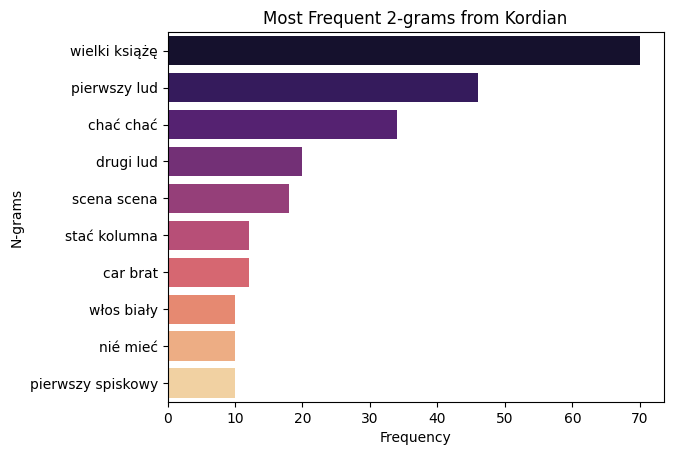 Most Frequent 2-grams from Kordian
wielki książę
pierwszy lud
chać chać
drugi lud
scena scena
stać kolumna
car brat
włos biały
nié mieć
pierwszy spiskowy
N-grams
0 10 20 30 40 50 60 70
Frequency